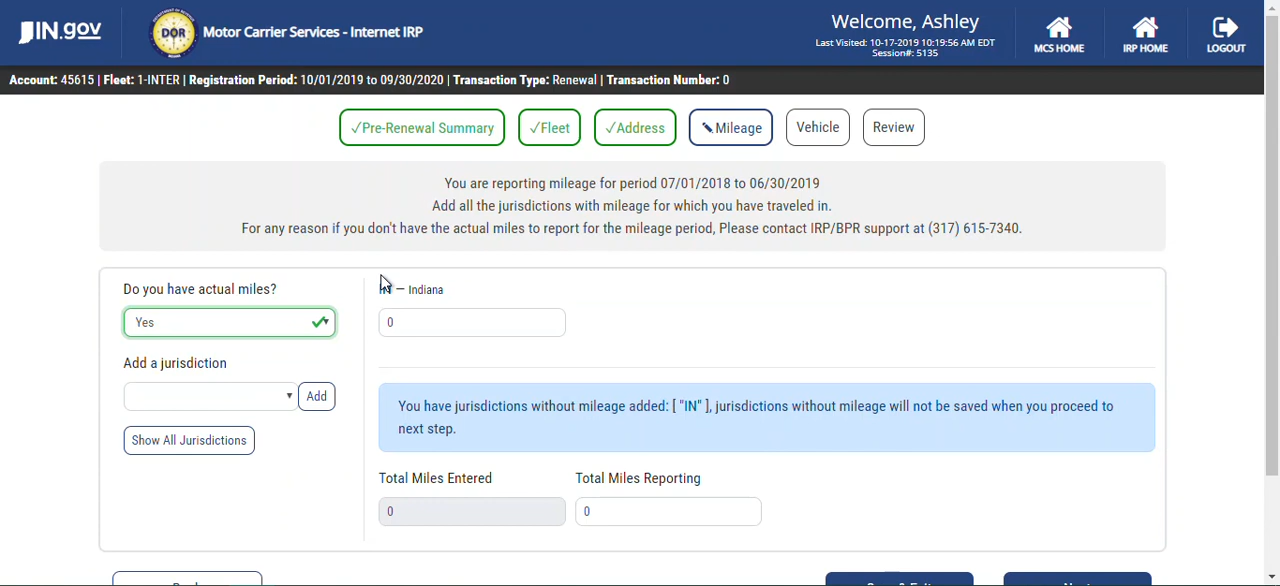 IN.gov
DOR
Motor Carrier Services - Internet IRP
Welcome, Ashley
Last Visited: 10-17-2019 10:19:56 AM EDT
Session#: 5135
MCS HOME
IRP HOME
LOGOUT
Account: 45615 | Fleet: 1-INTER | Registration Period: 10/01/2019 to 09/30/2020 | Transaction Type: Renewal | Transaction Number: 0
✓Pre-Renewal Summary
✓Fleet
✓Address
Mileage
Vehicle
Review
You are reporting mileage for period 07/01/2018 to 06/30/2019
Add all the jurisdictions with mileage for which you have traveled in.
For any reason if you don't have the actual miles to report for the mileage period, Please contact IRP/BPR support at (317) 615-7340.
Do you have actual miles?
Yes
Add a jurisdiction
Add
Show All Jurisdictions
IN — Indiana
0
You have jurisdictions without mileage added: [ "IN" ], jurisdictions without mileage will not be saved when you proceed to
next step.
Total Miles Entered
Total Miles Reporting
0
0